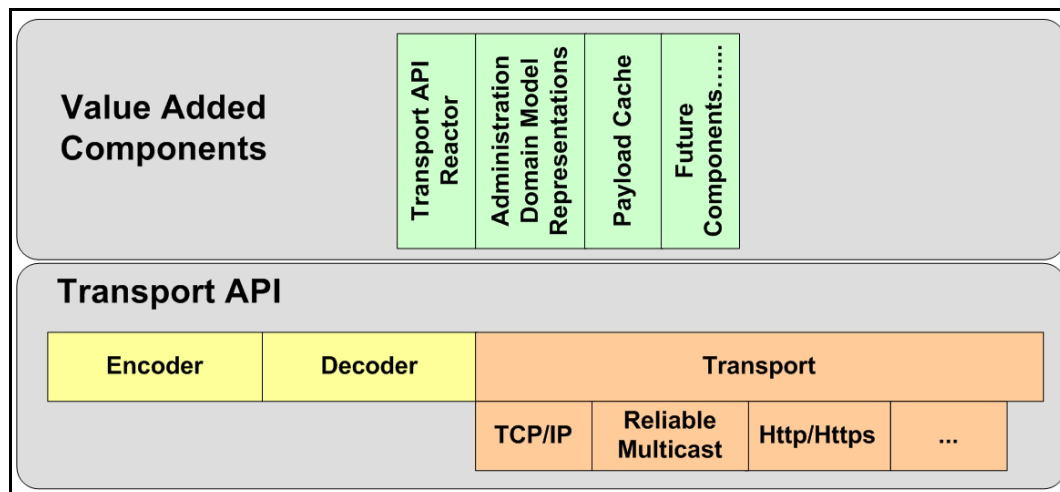 Value Added
Components
Transport API
Reactor
Administration
Domain Model
Representations
Payload Cache
Future
Components......
Transport API
Encoder
Decoder
Transport
TCP/IP
Reliable
Multicast
Http/Https
...